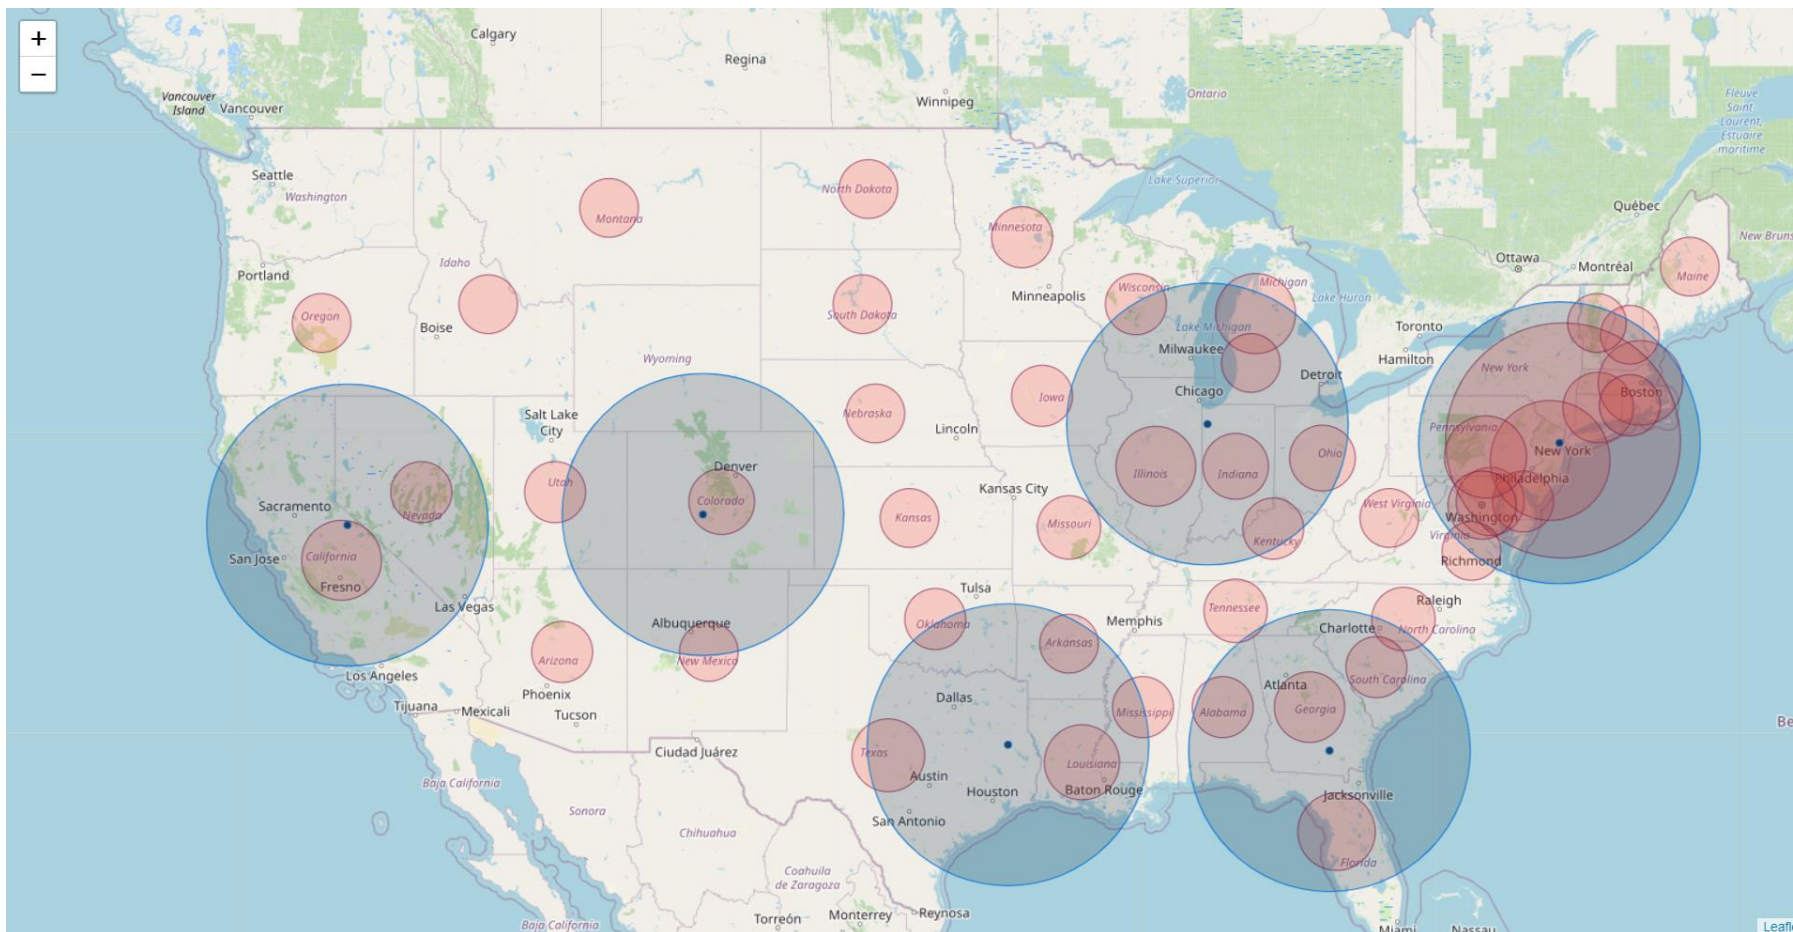 +
−
Calgary
Regina
Winnipeg
Vancouver
Island
Vancouver
Ontario
Fleuve
Saint
Laurent,
Estuaire
maritime
Seattle
Washington
Montana
North Dakota
Minnesota
Lake Superior
Québec
New Bruns
Ottawa
Montréal
Maine
Portland
Idaho
Oregon
Boise
South Dakota
Minneapolis
Wisconsin
Michigan
Lake Huron
Lake Michigan
Toronto
Hamilton
Milwaukee
Detroit
Chicago
Wyoming
New York
Boston
Salt Lake
City
Nebraska
Iowa
Lincoln
Pennsylvania
New York
Philadelphia
Denver
Colorado
Utah
Illinois
Indiana
Ohio
Kansas City
Sacramento
Nevada
Kansas
Missouri
West Virginia
Washington
Virginia
Kentucky
Richmond
San Jose
California
Fresno
Las Vegas
Tulsa
Tennessee
Raleigh
Albuquerque
Oklahoma
Memphis
Charlotte
North Carolina
Arkansas
Arizona
New Mexico
Los Angeles
South Carolina
Atlanta
Phoenix
Dallas
Tijuana
Mexicali
Tucson
Mississippi
Alabama
Georgia
Be
Ciudad Juárez
Texas
Louisiana
Austin
Baja California
Houston
Baton Rouge
Jacksonville
Sonora
San Antonio
Chihuahua
Florida
Coahuila
de Zaragoza
Torreón
Monterrey
Reynosa
Baja California
Miami
Nassau
Leafle